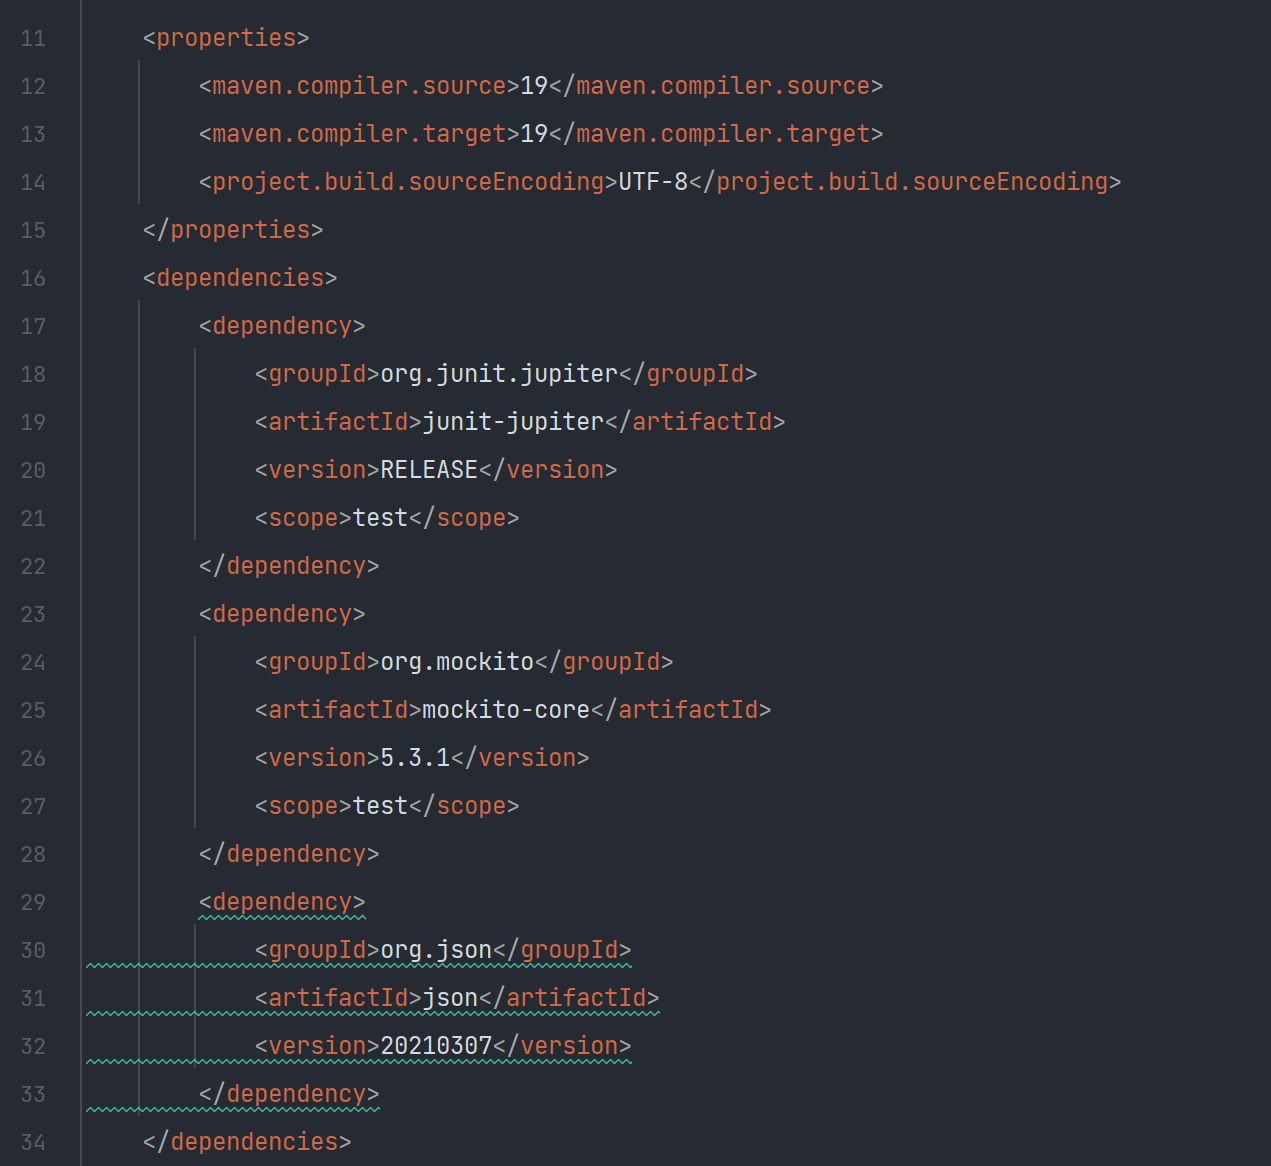 11 <properties>
12 <maven.compiler.source>19</maven.compiler.source>
13 <maven.compiler.target>19</maven.compiler.target>
14 <project.build.sourceEncoding>UTF-8</project.build.sourceEncoding>
15 </properties>
16 <dependencies>
17 <dependency>
18 <groupId>org.junit.jupiter</groupId>
19 <artifactId>junit-jupiter</artifactId>
20 <version>RELEASE</version>
21 <scope>test</scope>
22 </dependency>
23 <dependency>
24 <groupId>org.mockito</groupId>
25 <artifactId>mockito-core</artifactId>
26 <version>5.3.1</version>
27 <scope>test</scope>
28 </dependency>
29 <dependency>
30 <groupId>org.json</groupId>
31 <artifactId>json</artifactId>
32 <version>20210307</version>
33 </dependency>
34 </dependencies>